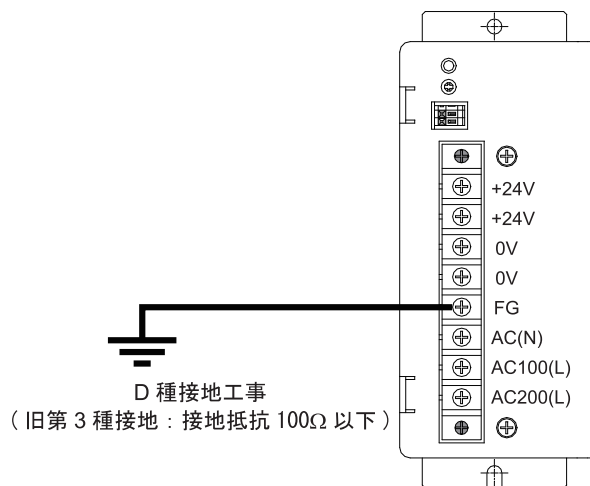 +24V
+24V
0V
0V
FG
AC(N)
AC100(L)
AC200(L)
D 種接地工事
( 旧第 3 種接地 : 接地抵抗 100Ω 以下 )